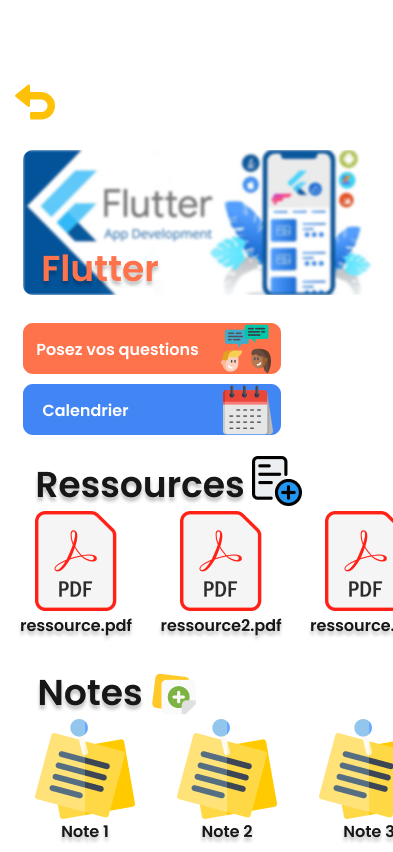 Flutter
App Development
Flutter
Posez vos questions
Calendrier
Ressources
PDF
PDF
PDF
ressource.pdf
ressource2.pdf
ressource.
Notes
Note 1
Note 2
Note 3